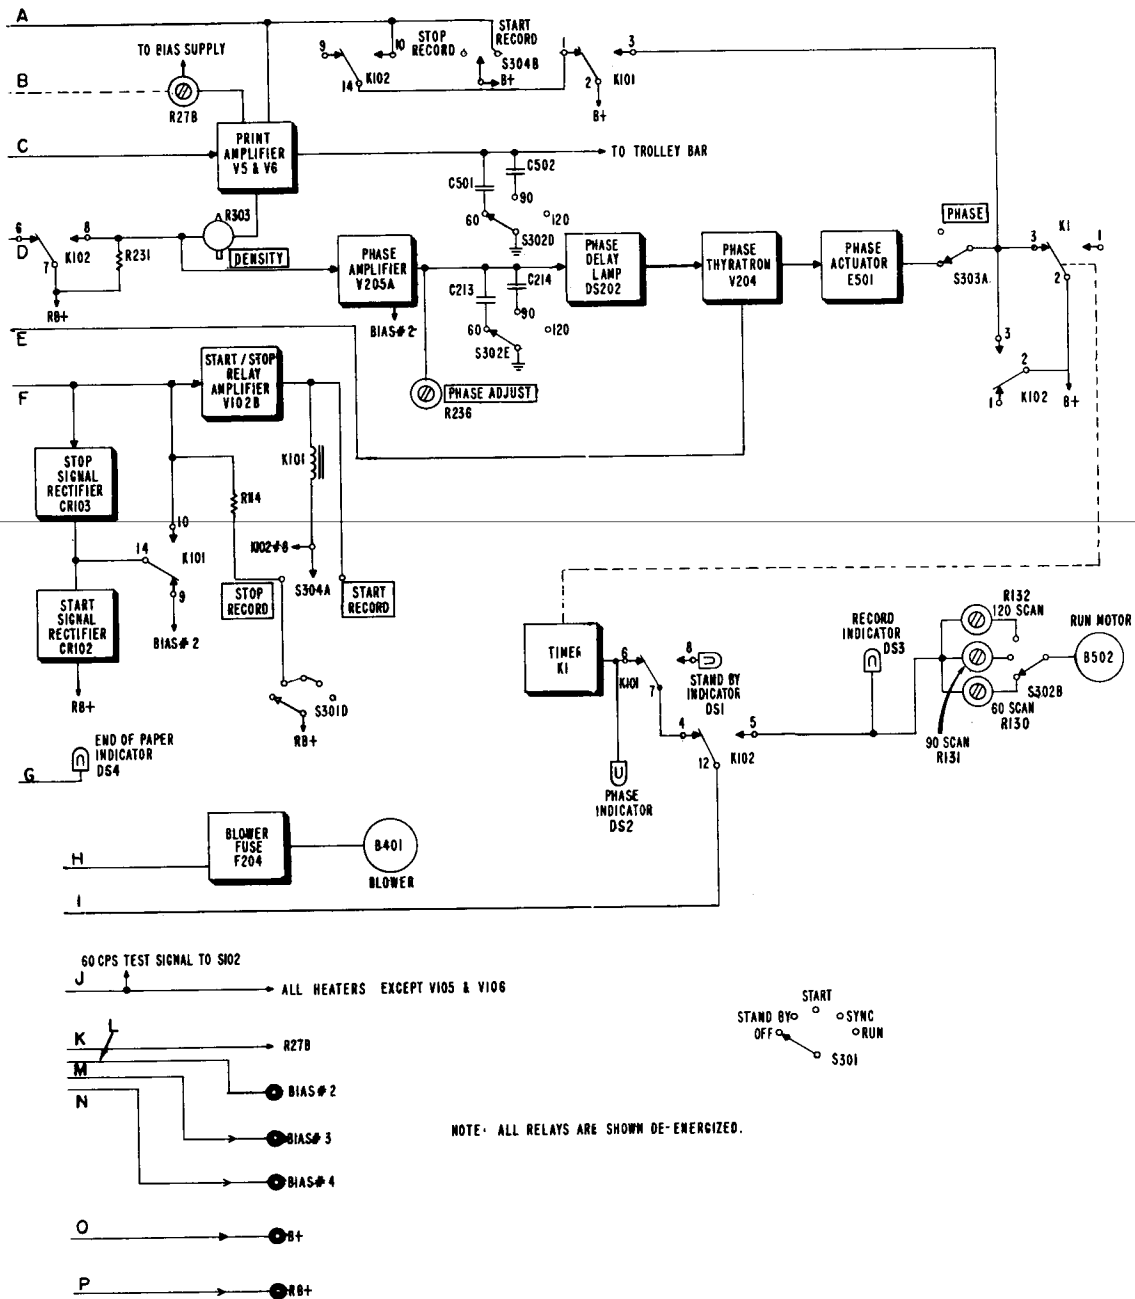 A
TO BIAS SUPPLY
B
R278
9
10
14
K102
STOP
RECORD
START
RECORD
S304B
B+
1
3
2
K101
B+
C
PRINT
AMPLIFIER
V5 & V6
TO TROLLEY BAR
C501
C502
90
60
120
S302D
6
D
8
7
K102
R231
RB+
R303
DENSITY
PHASE
AMPLIFIER
V205A
BIAS#2
C213
C214
90
60
120
S302E
PHASE
DELAY
LAMP
DS202
PHASE
THYRATRON
V204
PHASE
ACTUATOR
E501
PHASE
S303A
3
K1
1
2
3
2
1
K102
B+
E
F
START/STOP
RELAY
AMPLIFIER
V102B
PHASE ADJUST
R236
STOP
SIGNAL
RECTIFIER
CR103
K101
R114
10
14
K101
9
BIAS#2
K102#8
S304A
STOP
RECORD
START
RECORD
START
SIGNAL
RECTIFIER
CR102
RB+
S301D
RB+
TIMER
K1
6
K101
7
8
STAND BY
INDICATOR
DS1
4
5
12
K102
PHASE
INDICATOR
DS2
RECORD
INDICATOR
DS3
R132
120 SCAN
RUN MOTOR
B502
S302B
60 SCAN
R130
90 SCAN
R131
END OF PAPER
INDICATOR
DS4
G
BLOWER
FUSE
F204
B401
BLOWER
H
I
60 CPS TEST SIGNAL TO S102
J
ALL HEATERS EXCEPT V105 & V106
START
STAND BY
SYNC
OFF
RUN
S301
K
L
R278
M
BIAS#2
N
BIAS#3
NOTE: ALL RELAYS ARE SHOWN DE-ENERGIZED.
BIAS#4
O
B+
P
RB+